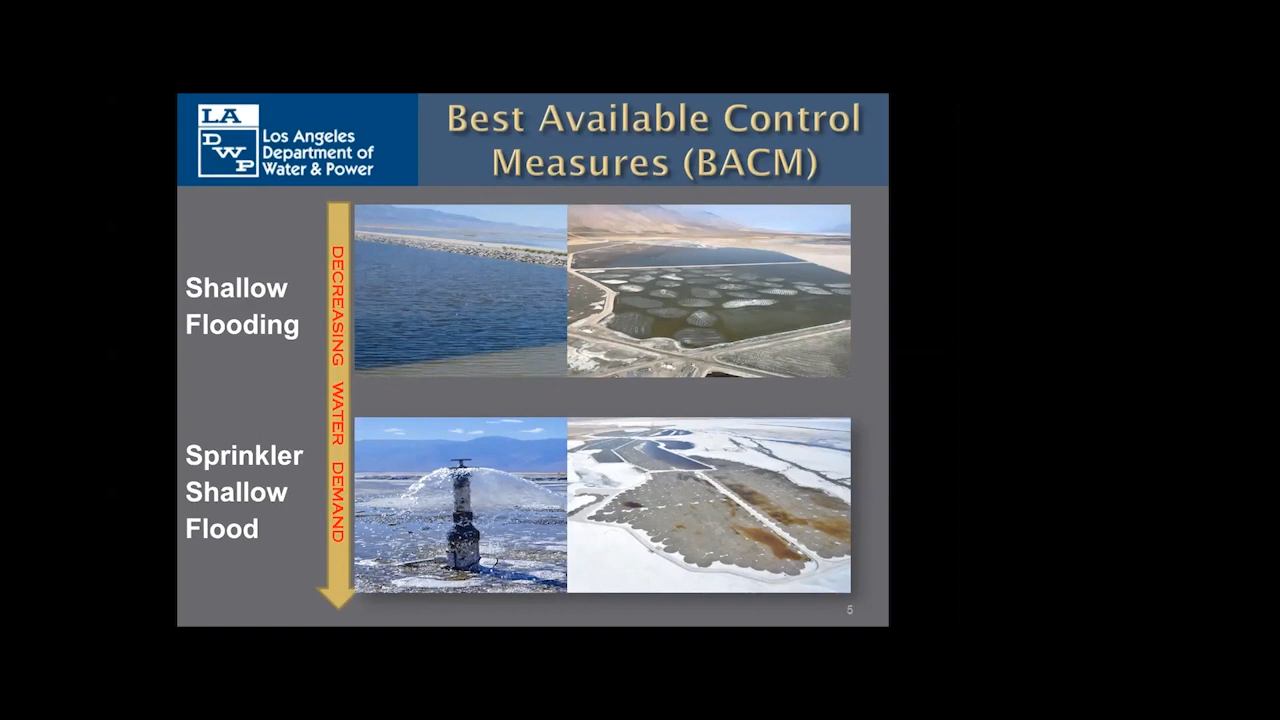 LA
DWP
Los Angeles
Department of
Water & Power
Best Available Control
Measures (BACM)
Shallow
Flooding
DECREASING WATER DEMAND
Sprinkler
Shallow
Flood
5